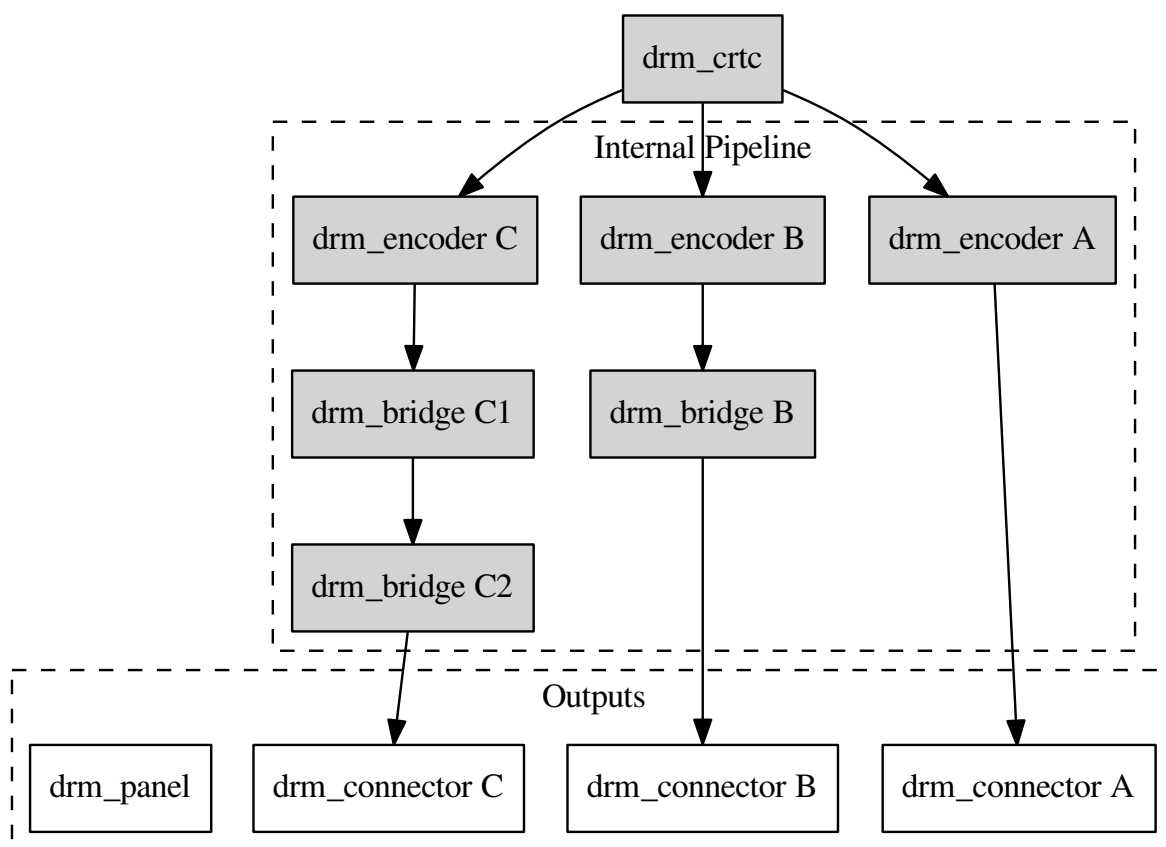 drm_crtc
Internal Pipeline
drm_encoder C
drm_encoder B
drm_encoder A
drm_bridge C1
drm_bridge B
drm_bridge C2
Outputs
drm_panel
drm_connector C
drm_connector B
drm_connector A